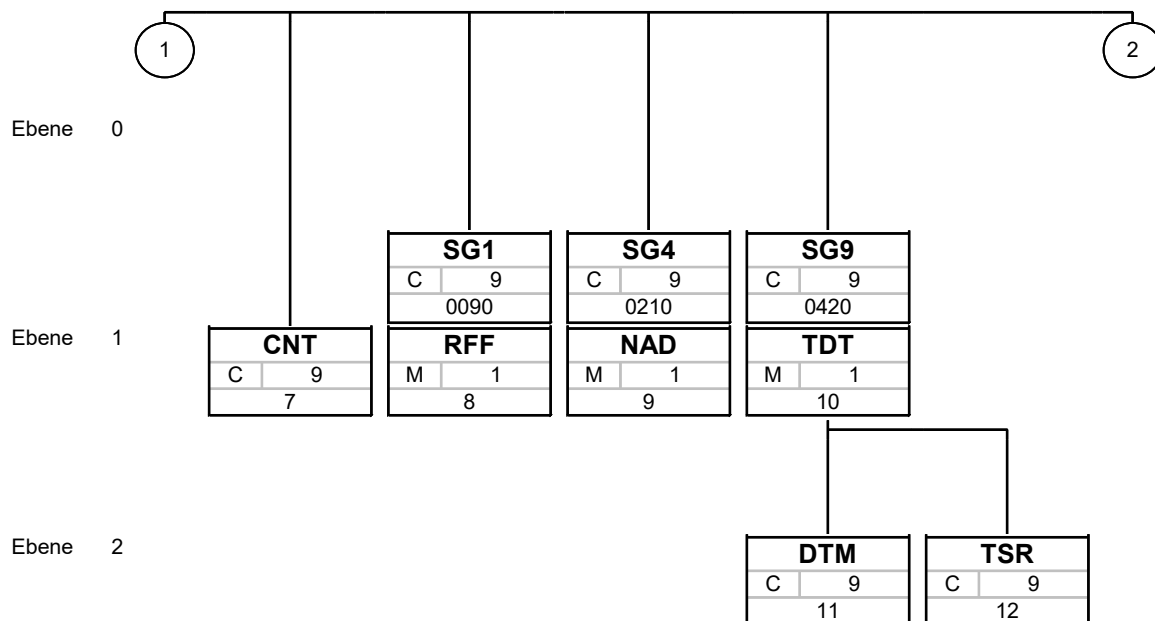 1
2
Ebene 0
SG1
SG4
SG9
C 9
C 9
C 9
0090
0210
0420
Ebene 1
CNT
RFF
NAD
TDT
C 9
M 1
M 1
M 1
7
8
9
10
Ebene 2
DTM
TSR
C 9
C 9
11
12